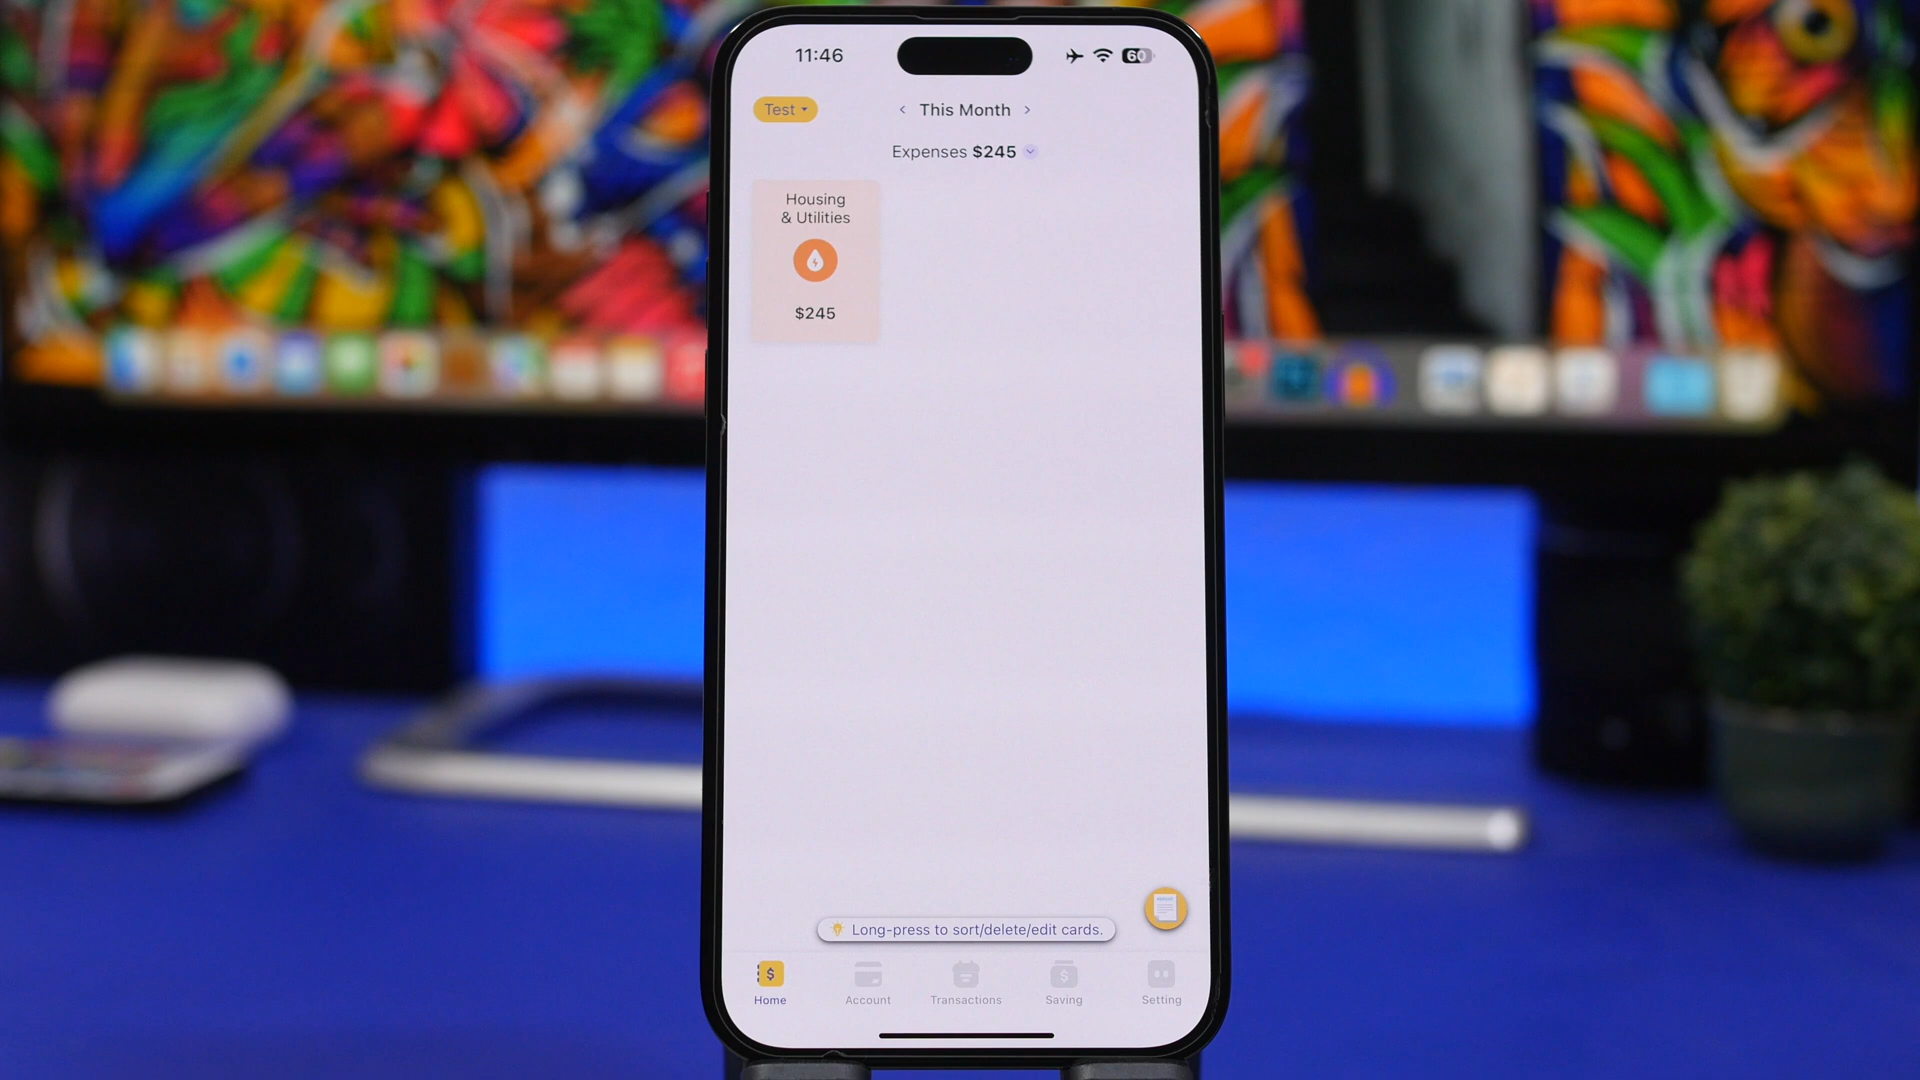 11:46
60
Test
< This Month >
Expenses $245
Housing
& Utilities
$245
Long-press to sort/delete/edit cards.
$
Home
Account
Transactions
$
Saving
Setting